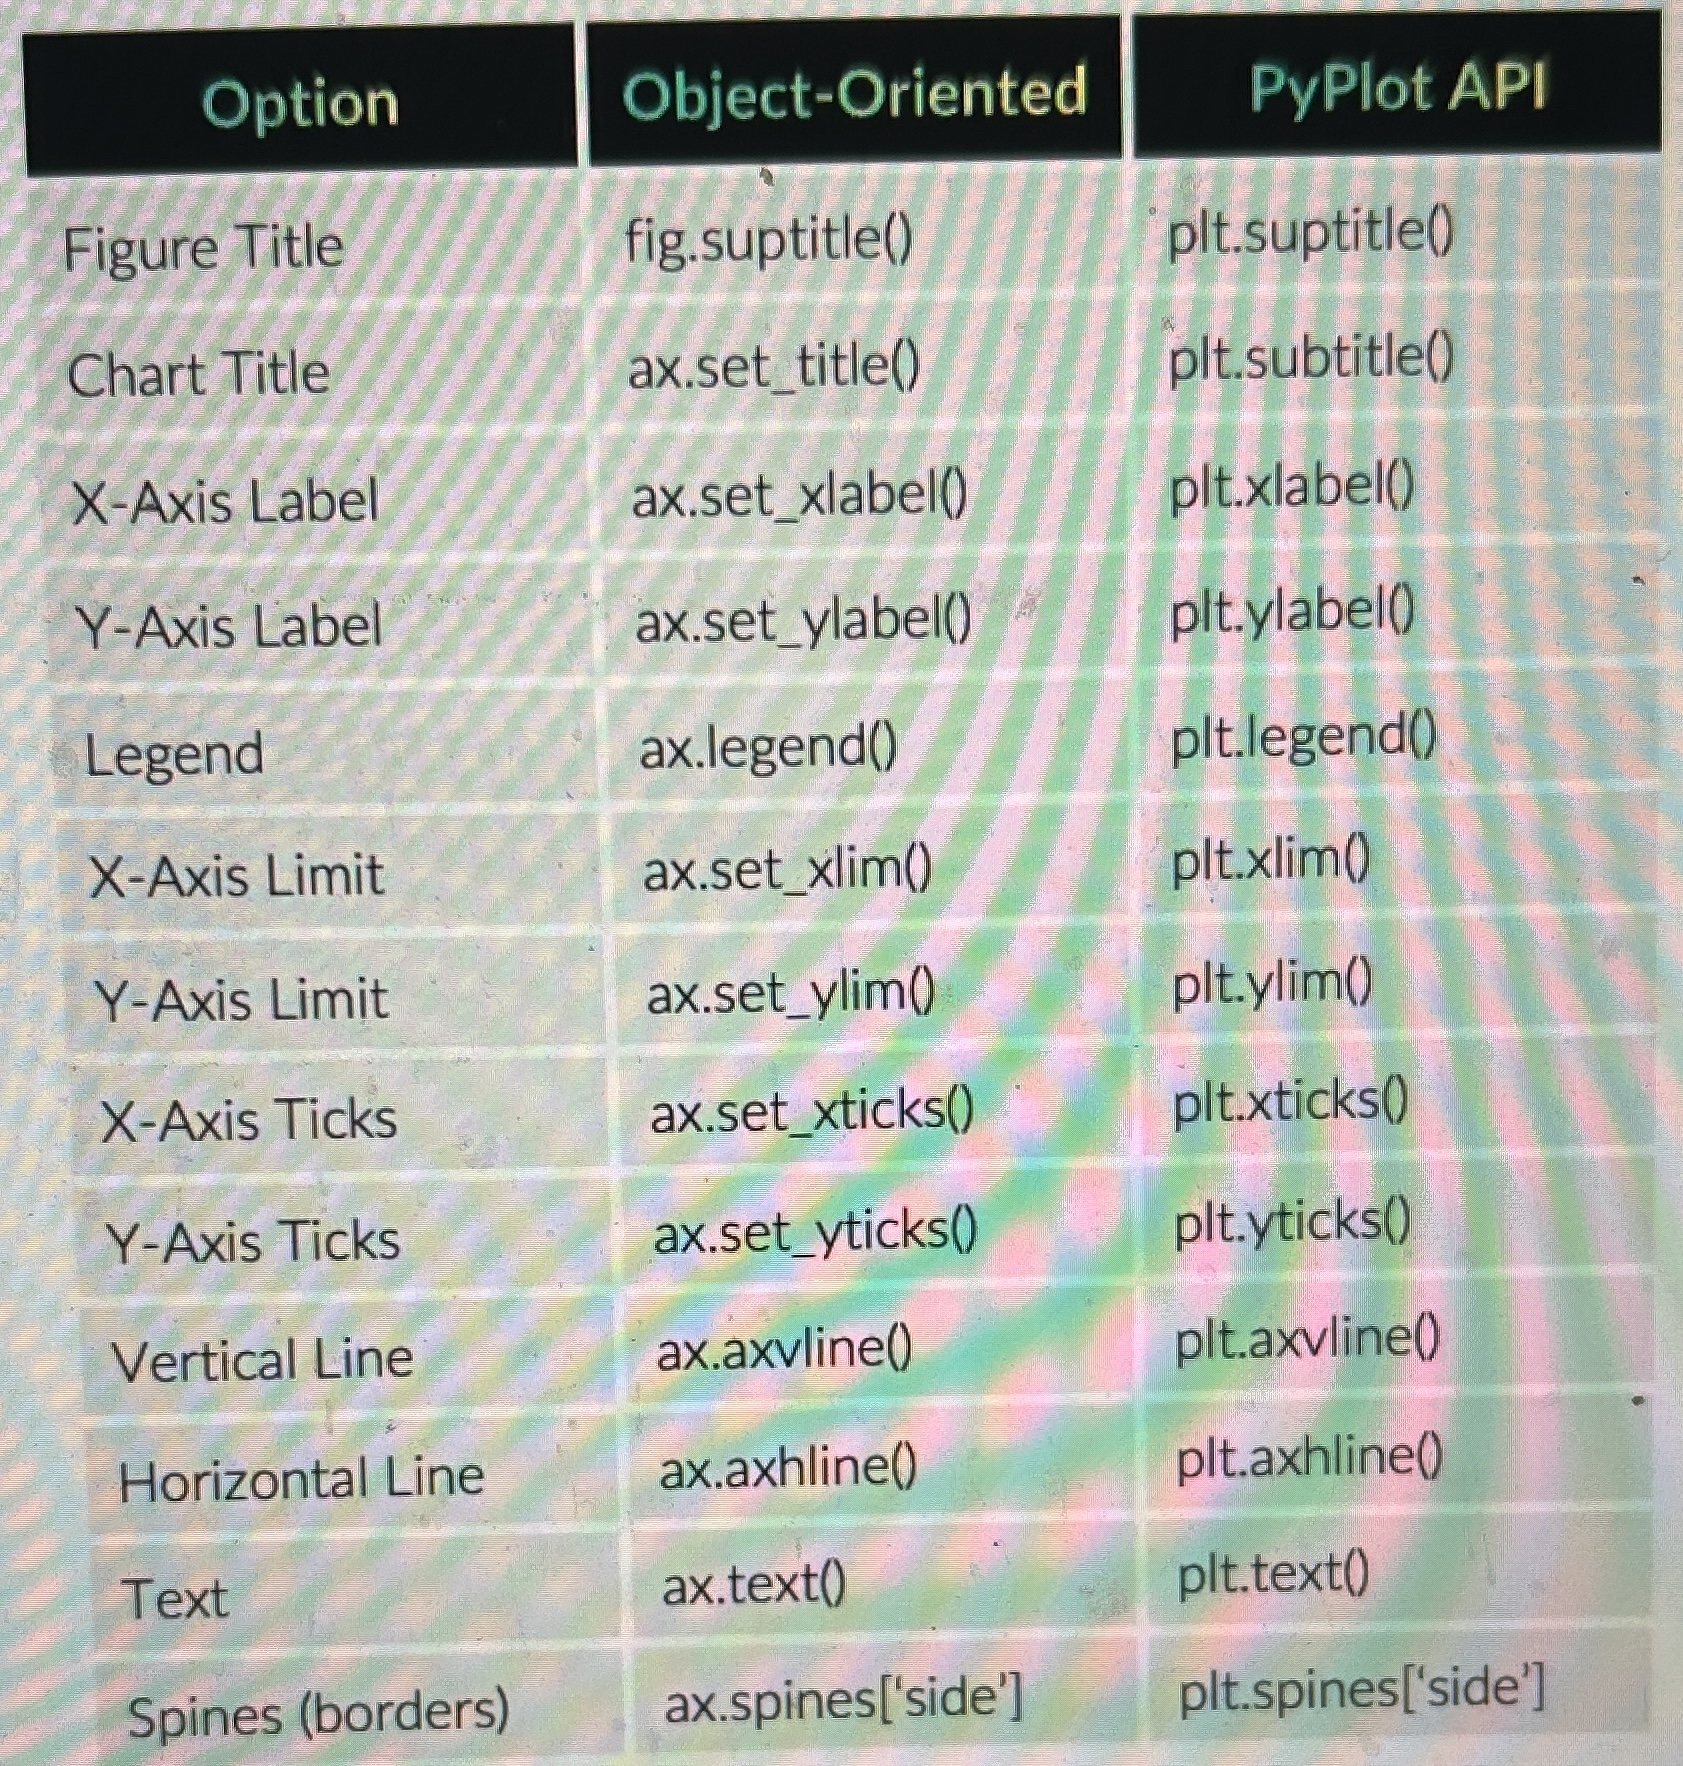 Option Object-Oriented PyPlot API
Figure Title fig.suptitle() plt.suptitle()
Chart Title ax.set_title() plt.subtitle()
X-Axis Label ax.set_xlabel() plt.xlabel()
Y-Axis Label ax.set_ylabel() plt.ylabel()
Legend ax.legend() plt.legend()
X-Axis Limit ax.set_xlim() plt.xlim()
Y-Axis Limit ax.set_ylim() plt.ylim()
X-Axis Ticks ax.set_xticks() plt.xticks()
Y-Axis Ticks ax.set_yticks() plt.yticks()
Vertical Line ax.axvline() plt.axvline()
Horizontal Line ax.axhline() plt.axhline()
Text ax.text() plt.text()
Spines (borders) ax.spines[‘side’] plt.spines[‘side’]